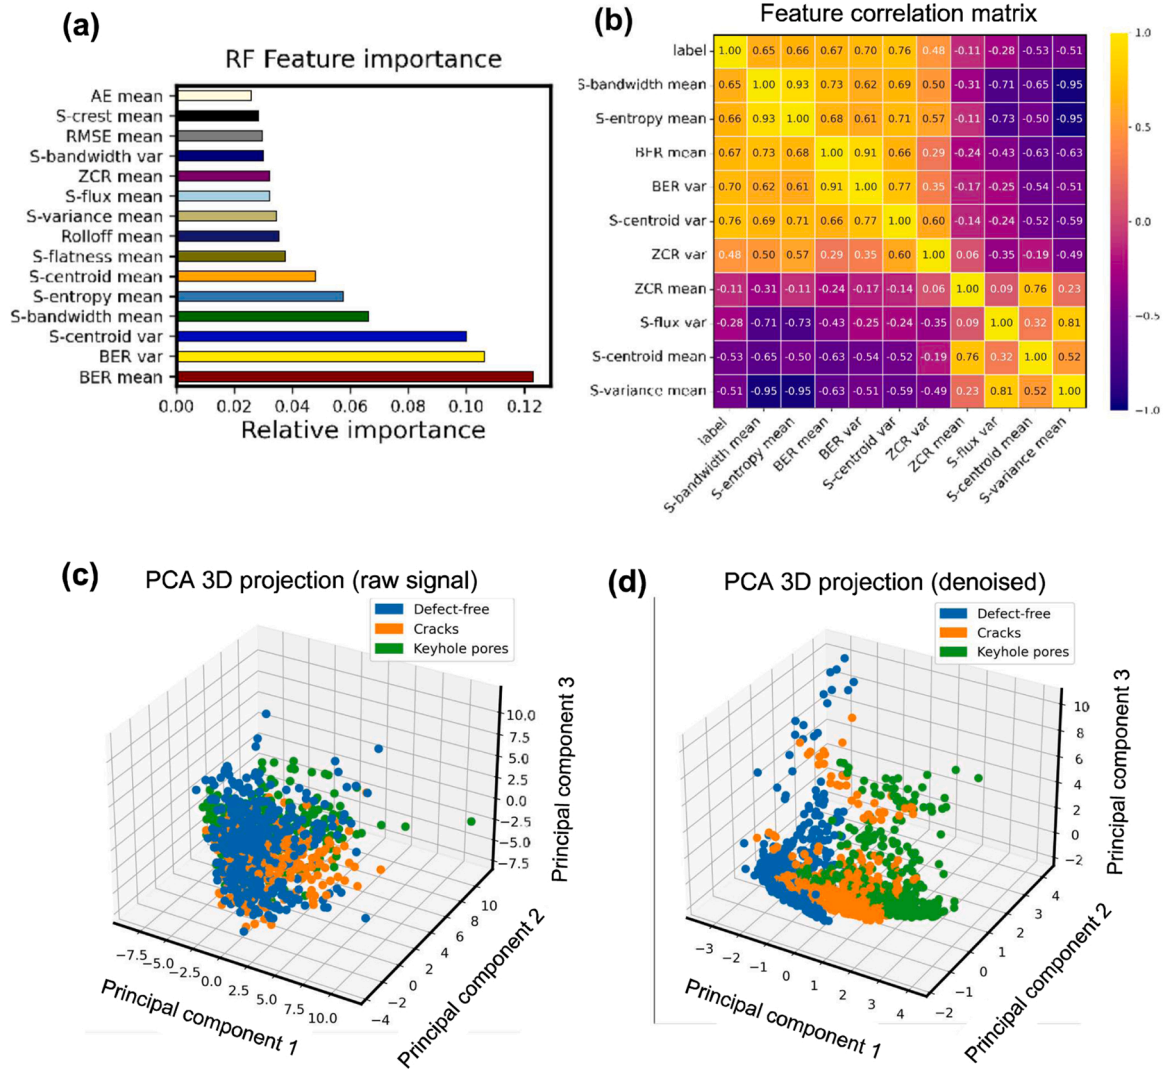 (a)
RF Feature importance
AE mean
S-crest mean
RMSE mean
S-bandwidth var
ZCR mean
S-flux mean
S-variance mean
Rolloff mean
S-flatness mean
S-centroid mean
S-entropy mean
S-bandwidth mean
S-centroid var
BER var
BER mean
0.00 0.02 0.04 0.06 0.08 0.10 0.12
Relative importance
(b)
Feature correlation matrix
label 1.00 0.65 0.66 0.67 0.70 0.76 0.48 -0.11 -0.28 -0.53 -0.51
S-bandwidth mean 0.65 1.00 0.93 0.73 0.62 0.69 0.50 -0.31 -0.71 -0.65 -0.95
S-entropy mean 0.66 0.93 1.00 0.68 0.61 0.71 0.57 -0.11 -0.73 -0.50 -0.95
BER mean 0.67 0.73 0.68 1.00 0.91 0.66 0.29 -0.24 -0.43 -0.63 -0.63
BER var 0.70 0.62 0.61 0.91 1.00 0.77 0.35 -0.17 -0.25 -0.54 -0.51
S-centroid var 0.76 0.69 0.71 0.66 0.77 1.00 0.60 -0.14 -0.24 -0.52 -0.59
ZCR var 0.48 0.50 0.57 0.29 0.35 0.60 1.00 0.06 -0.35 -0.19 -0.49
ZCR mean -0.11 -0.31 -0.11 -0.24 -0.17 -0.14 0.06 1.00 0.09 0.76 0.23
S-flux var -0.28 -0.71 -0.73 -0.43 -0.25 -0.24 -0.35 0.09 1.00 0.32 0.81
S-centroid mean -0.53 -0.65 -0.50 -0.63 -0.54 -0.52 -0.19 0.76 0.32 1.00 0.52
S-variance mean -0.51 -0.95 -0.95 -0.63 -0.51 -0.59 -0.49 0.23 0.81 0.52 1.00
label
S-bandwidth mean
S-entropy mean
BER mean
BER var
S-centroid var
ZCR var
ZCR mean
S-flux var
S-centroid mean
S-variance mean
1.0
0.5
0.0
−0.5
−1.0
(c)
PCA 3D projection (raw signal)
Defect-free
Cracks
Keyhole pores
10.0
7.5
5.0
2.5
0.0
−2.5
−5.0
−7.5
Principal component 3
−7.5 −5.0 −2.5 0.0 2.5 5.0 7.5 10.0
Principal component 1
−4 −2 0 2 4 6 8 10
Principal component 2
(d)
PCA 3D projection (denoised)
Defect-free
Cracks
Keyhole pores
10
8
6
4
2
0
−2
Principal component 3
−3 −2 −1 0 1 2 3 4
Principal component 1
−2 −1 0 1 2 3 4
Principal component 2